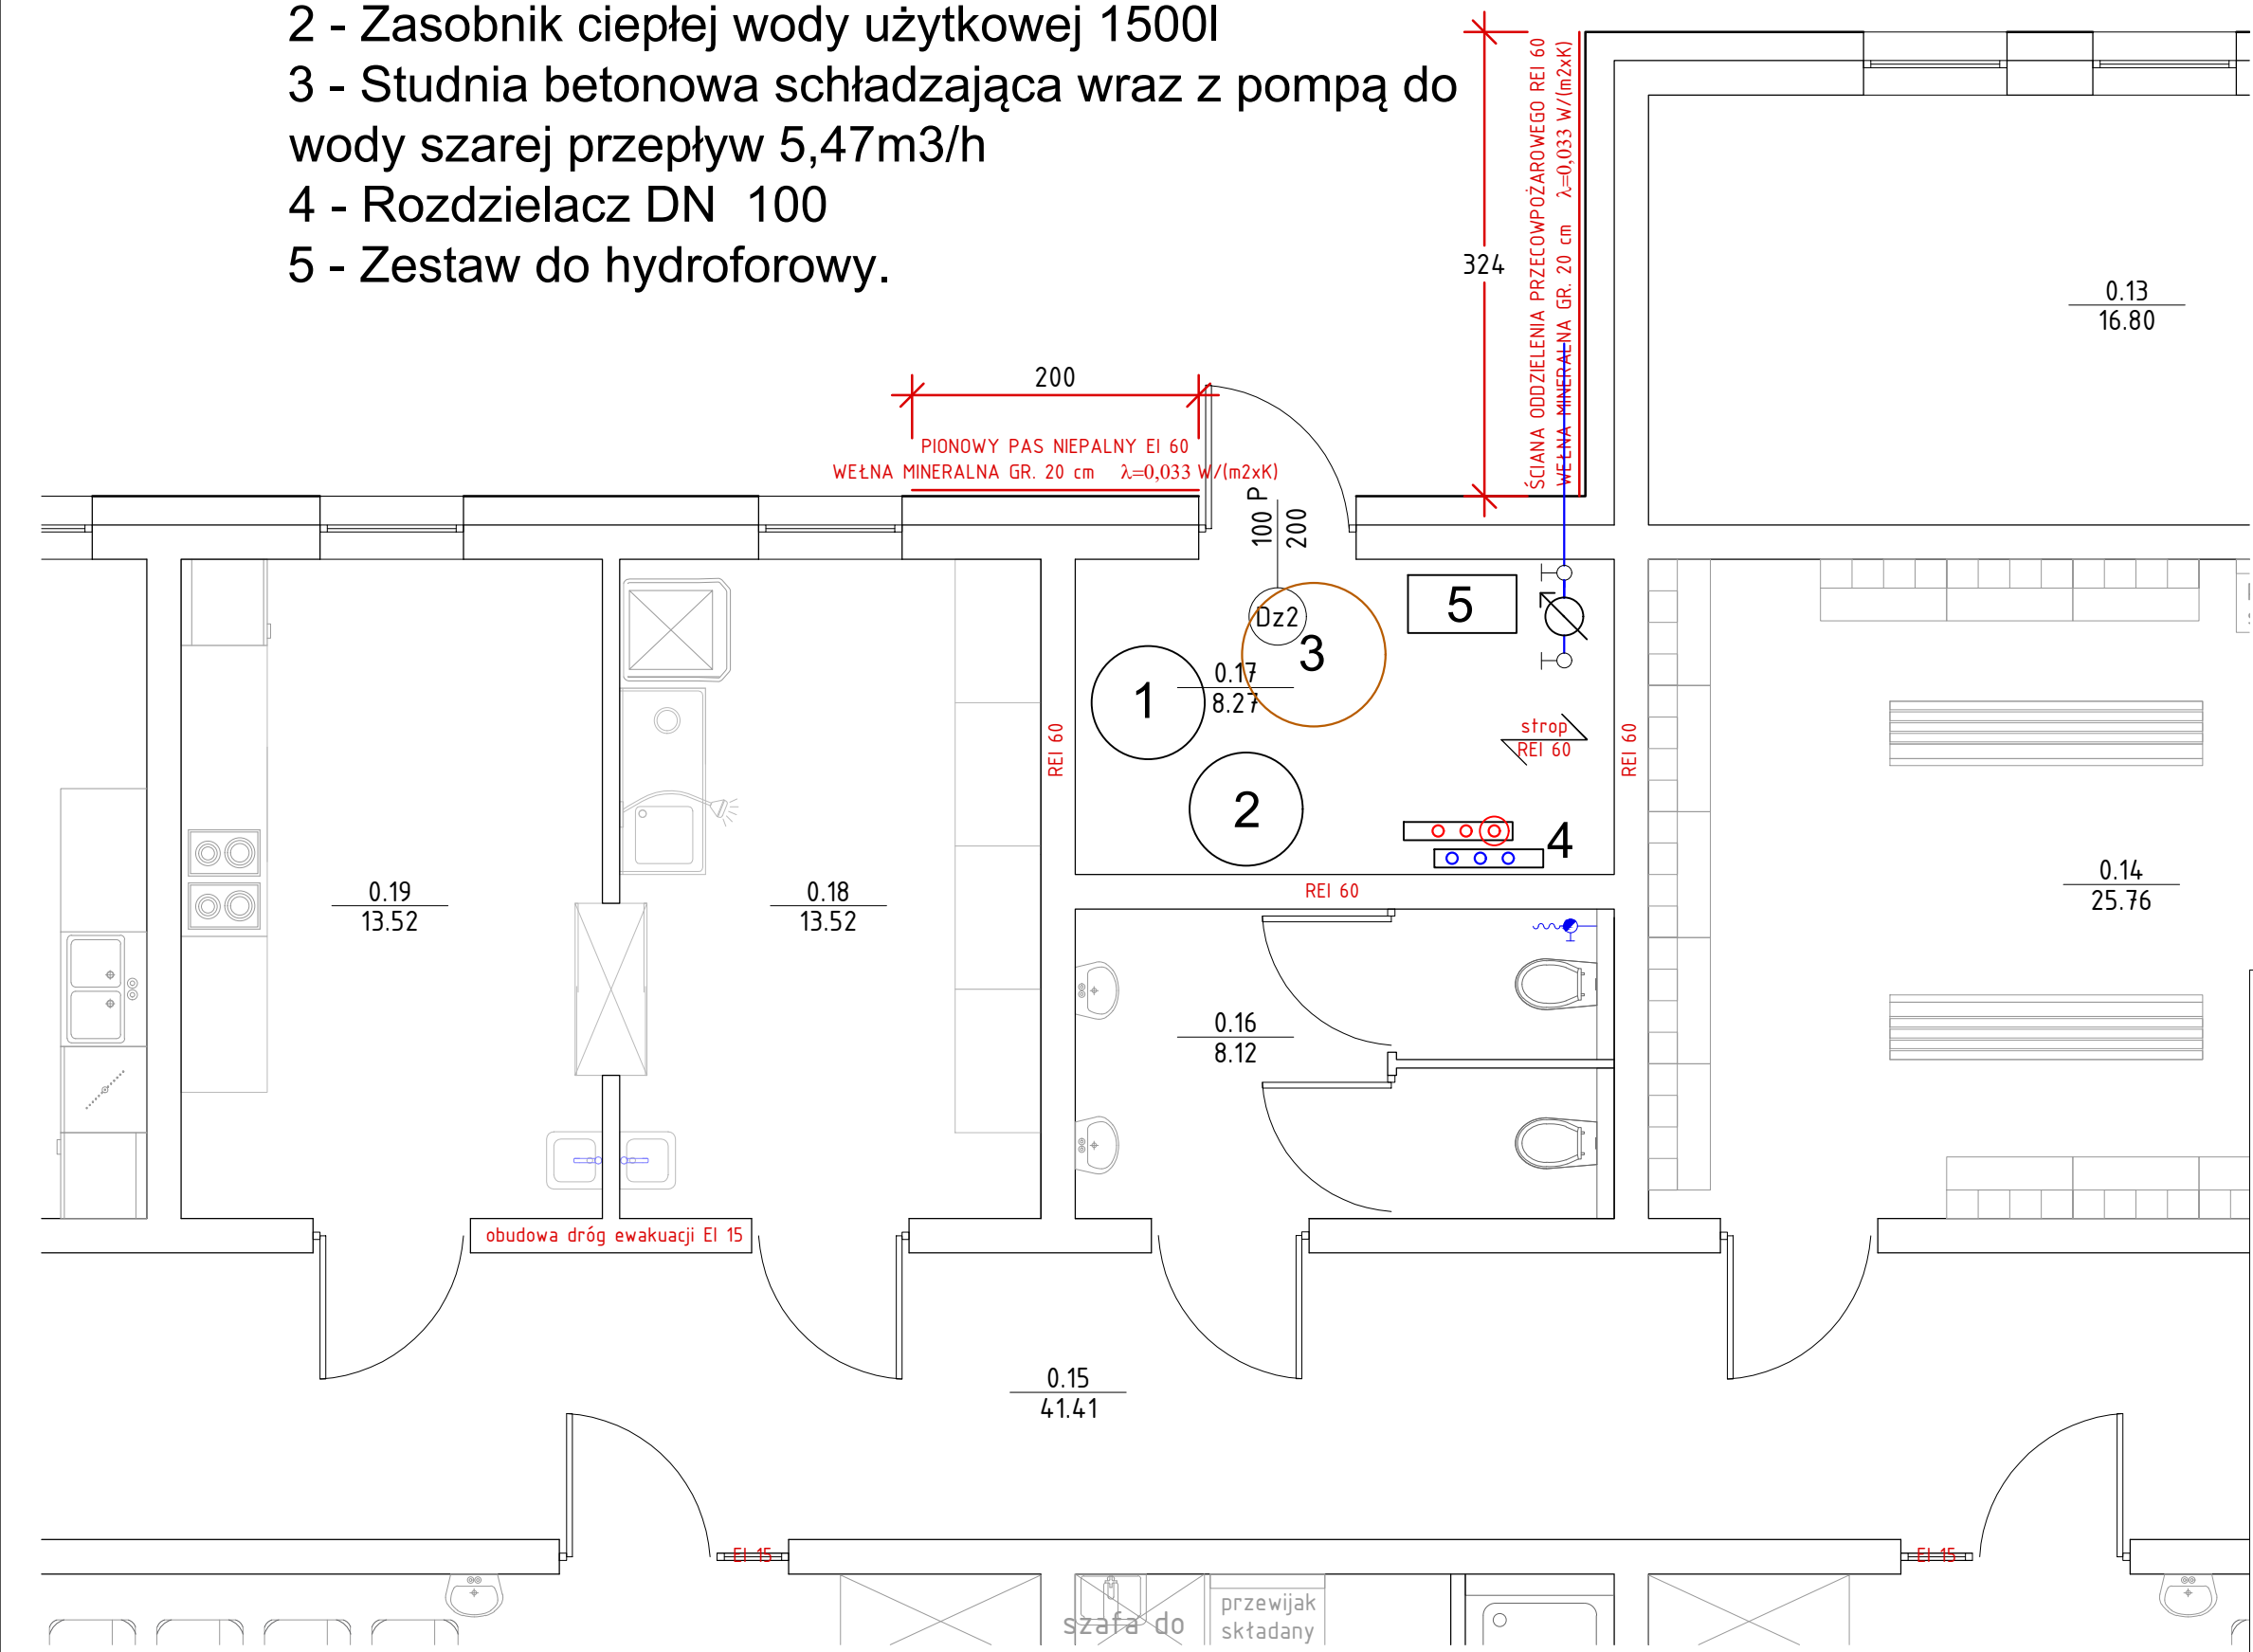 2 - Zasobnik ciepłej wody użytkowej 1500l
3 - Studnia betonowa schładzająca wraz z pompą do
wody szarej przepływ 5,47m3/h
4 - Rozdzielacz DN 100
5 - Zestaw do hydroforowy.
324
ŚCIANA ODDZIELENIA PRZECOWPOŻAROWEGO REI 60
WEŁNA MINERALNA GR. 20 cm λ=0,033 W/(m2xK)
0.13
16.80
200
PIONOWY PAS NIEPALNY EI 60
WEŁNA MINERALNA GR. 20 cm λ=0,033 W/(m2xK)
100 P
200
Dz2
5
3
1
0.17
8.27
2
4
strop
REI 60
REI 60
REI 60
REI 60
0.19
13.52
0.18
13.52
0.14
25.76
0.16
8.12
obudowa dróg ewakuacji EI 15
0.15
41.41
EI 15
EI 15
szafa do
przewijak
składany